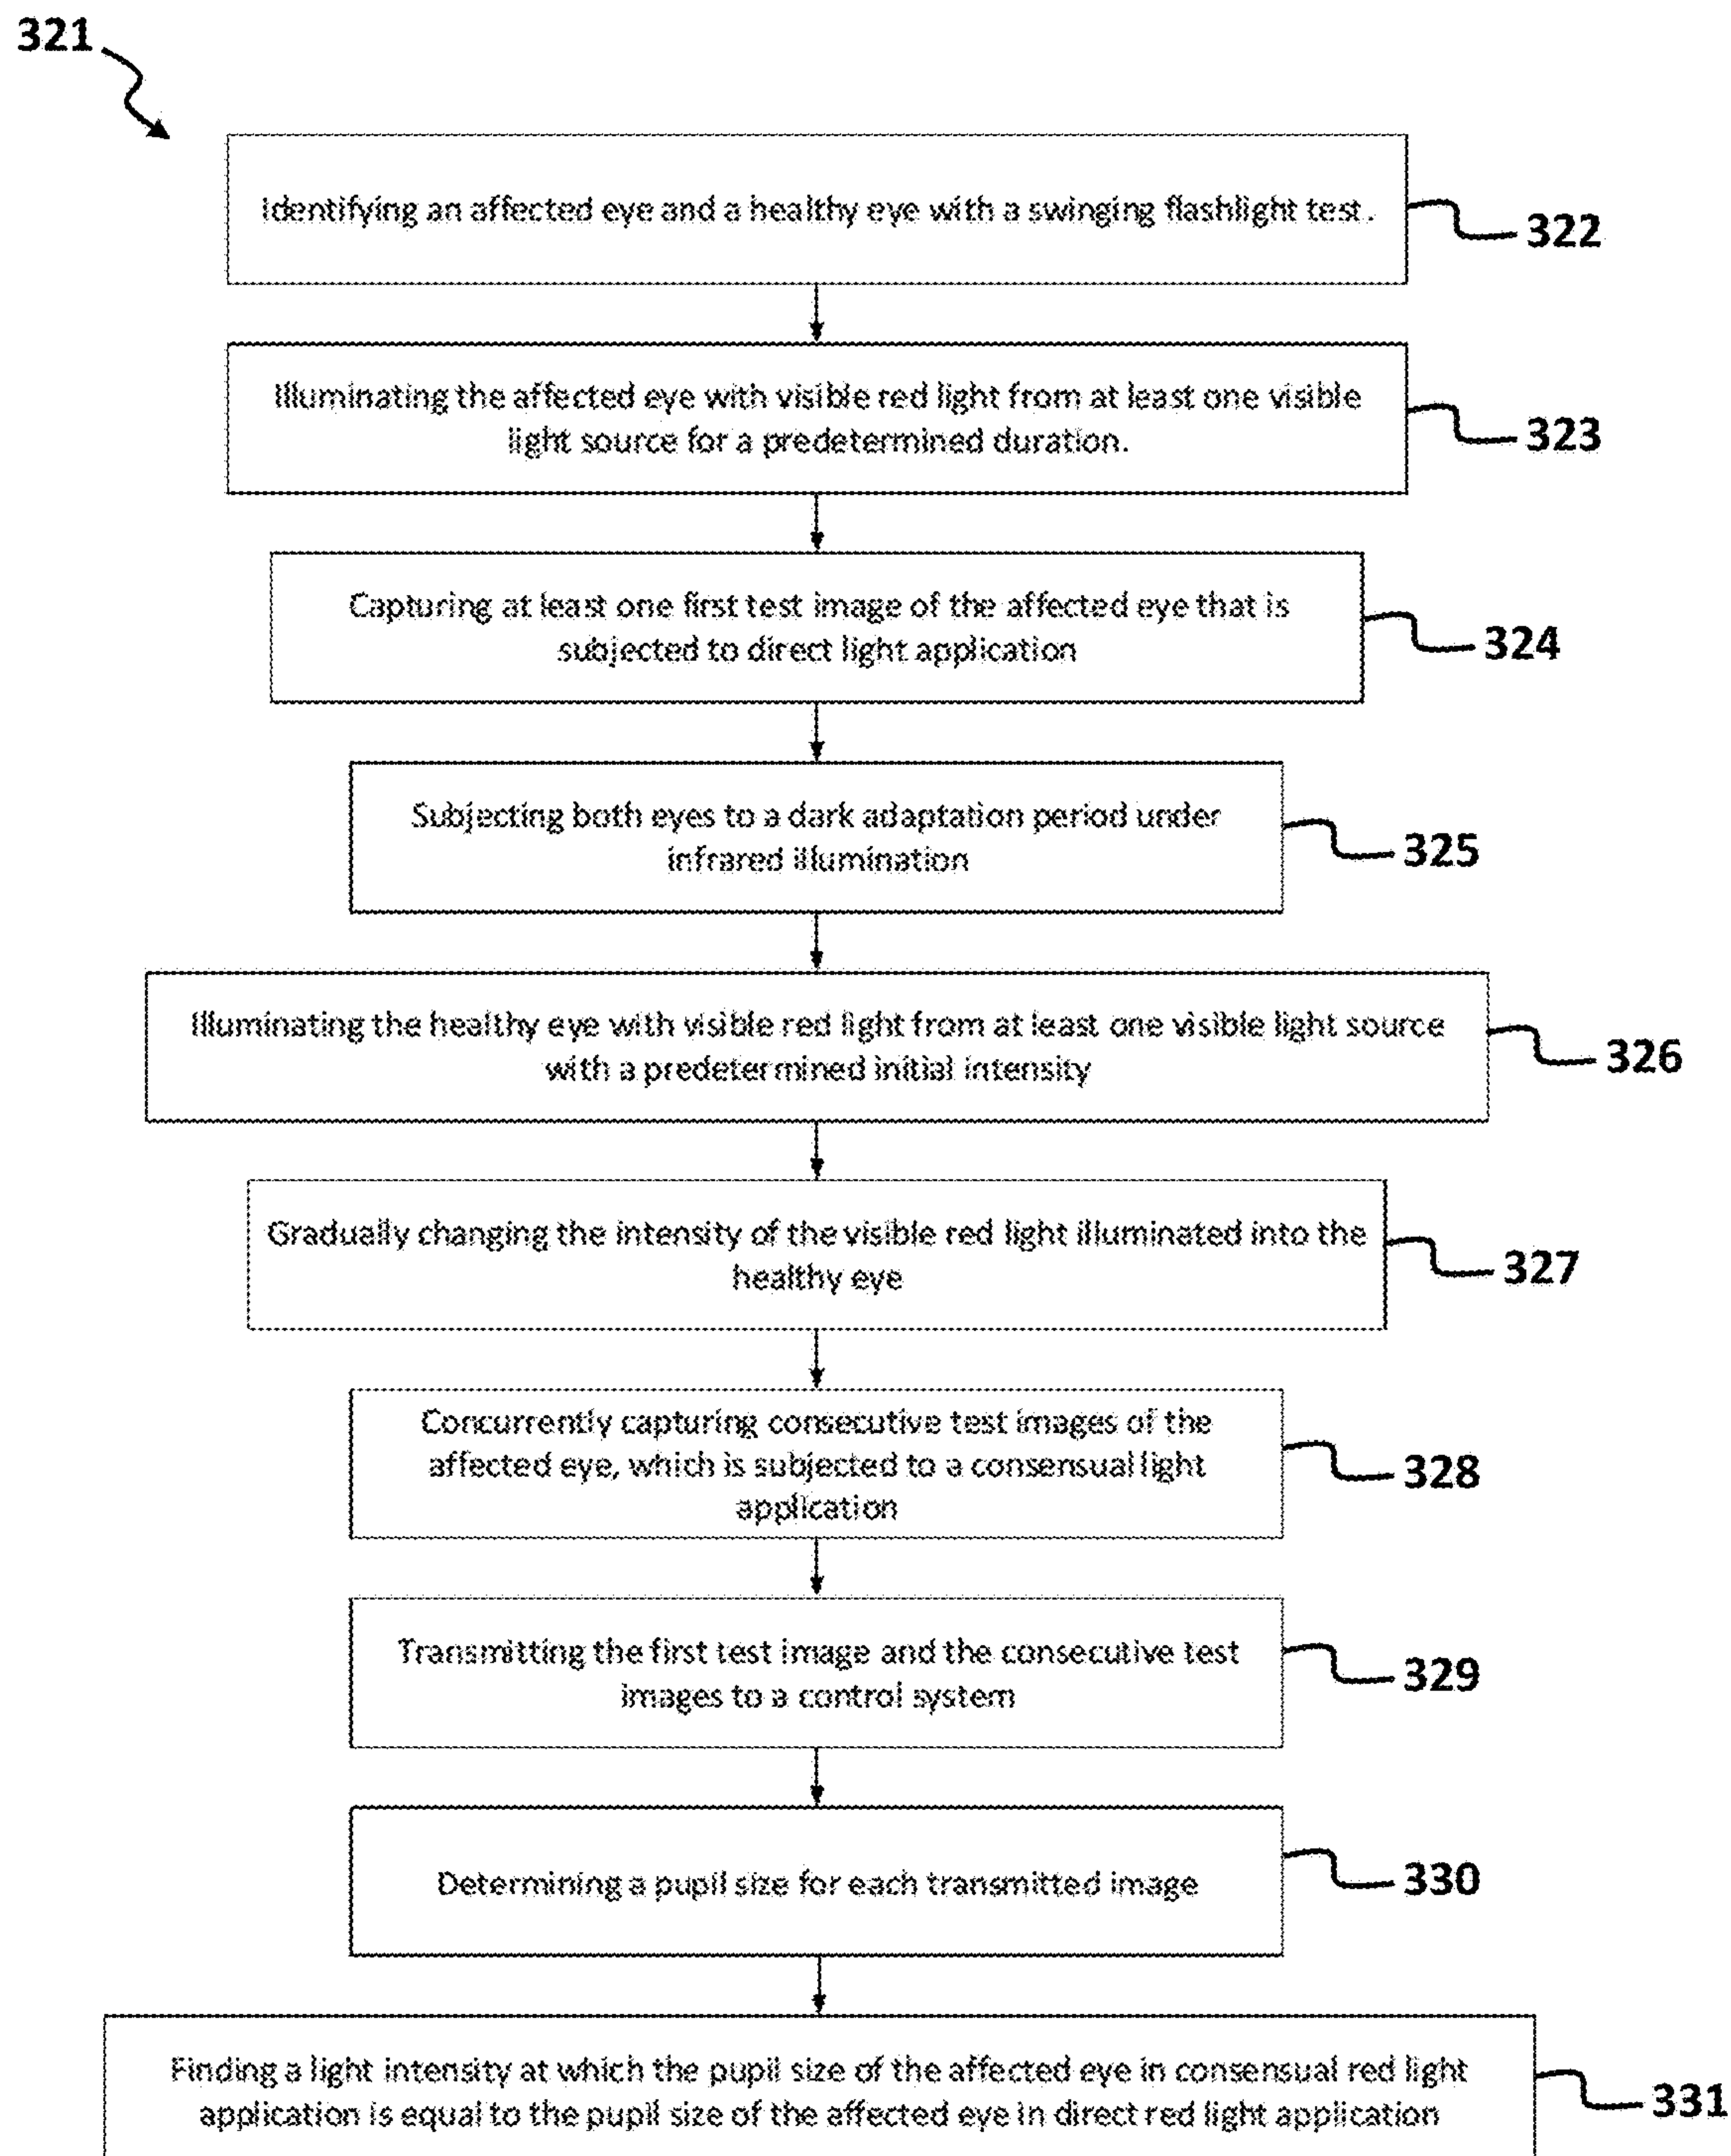 321
Identifying an affected eye and a healthy eye with a swinging flashlight test.
322
Illuminating the affected eye with visible red light from at least one visible
light source for a predetermined duration.
323
Capturing at least one first test image of the affected eye that is
subjected to direct light application
324
Subjecting both eyes to a dark adaptation period under
infrared illumination
325
Illuminating the healthy eye with visible red light from at least one visible light source
with a predetermined initial intensity
326
Gradually changing the intensity of the visible red light illuminated into the
healthy eye
327
Concurrently capturing consecutive test images of the
affected eye, which is subjected to a consensual light
application
328
Transmitting the first test image and the consecutive test
images to a control system
329
Determining a pupil size for each transmitted image
330
Finding a light intensity at which the pupil size of the affected eye in consensual red light
application is equal to the pupil size of the affected eye in direct red light application
331